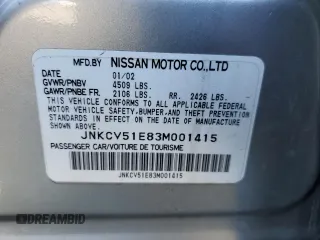 MFD. BY NISSAN MOTOR CO., LTD
DATE 01/02
GVWR/PNBV 4509 LBS.
GAWR/PNBE FR. 2106 LBS. RR. 2426 LBS.
THIS VEHICLE CONFORMS TO ALL APPLICABLE FEDERAL
MOTOR VEHICLE SAFETY, BUMPER, AND THEFT PREVENTION
STANDARDS IN EFFECT ON THE DATE OF MANUFACTURE
SHOWN ABOVE.
JNKCV51E83M001415
PASSENGER CAR/VOITURE DE TOURISME
JNKCV51E83M001415
DREAMBID